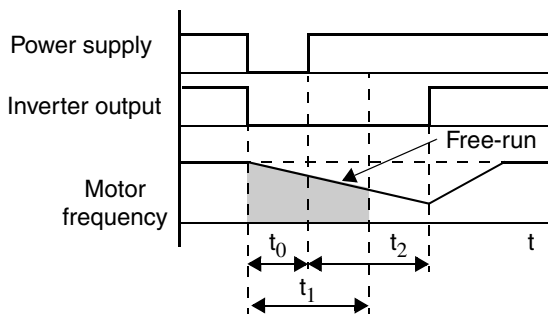 Power supply
Inverter output
Free-run
Motor
frequency
t0 t2 t
t1